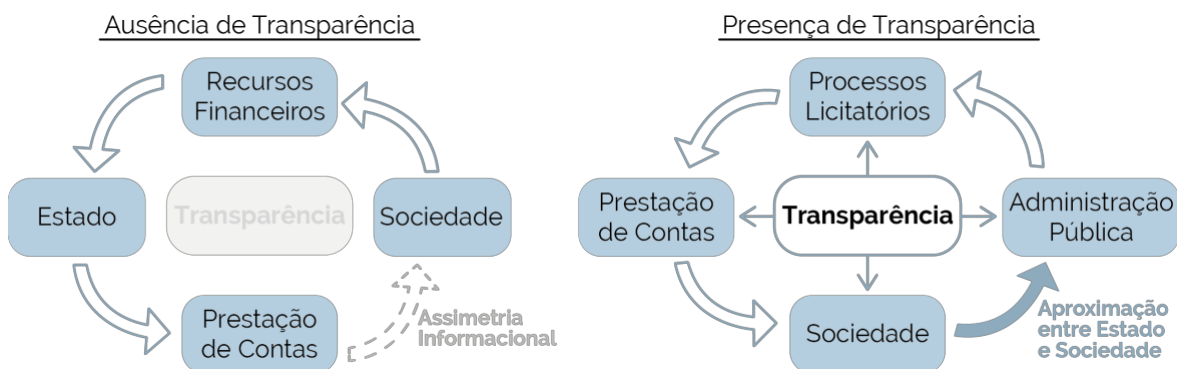 Ausência de Transparência
Recursos
Financeiros
Estado
Transparência
Sociedade
Prestação
de Contas
Assimetria
Informacional
Presença de Transparência
Processos
Licitatórios
Prestação
de Contas
Transparência
Administração
Pública
Sociedade
Aproximação
entre Estado
e Sociedade